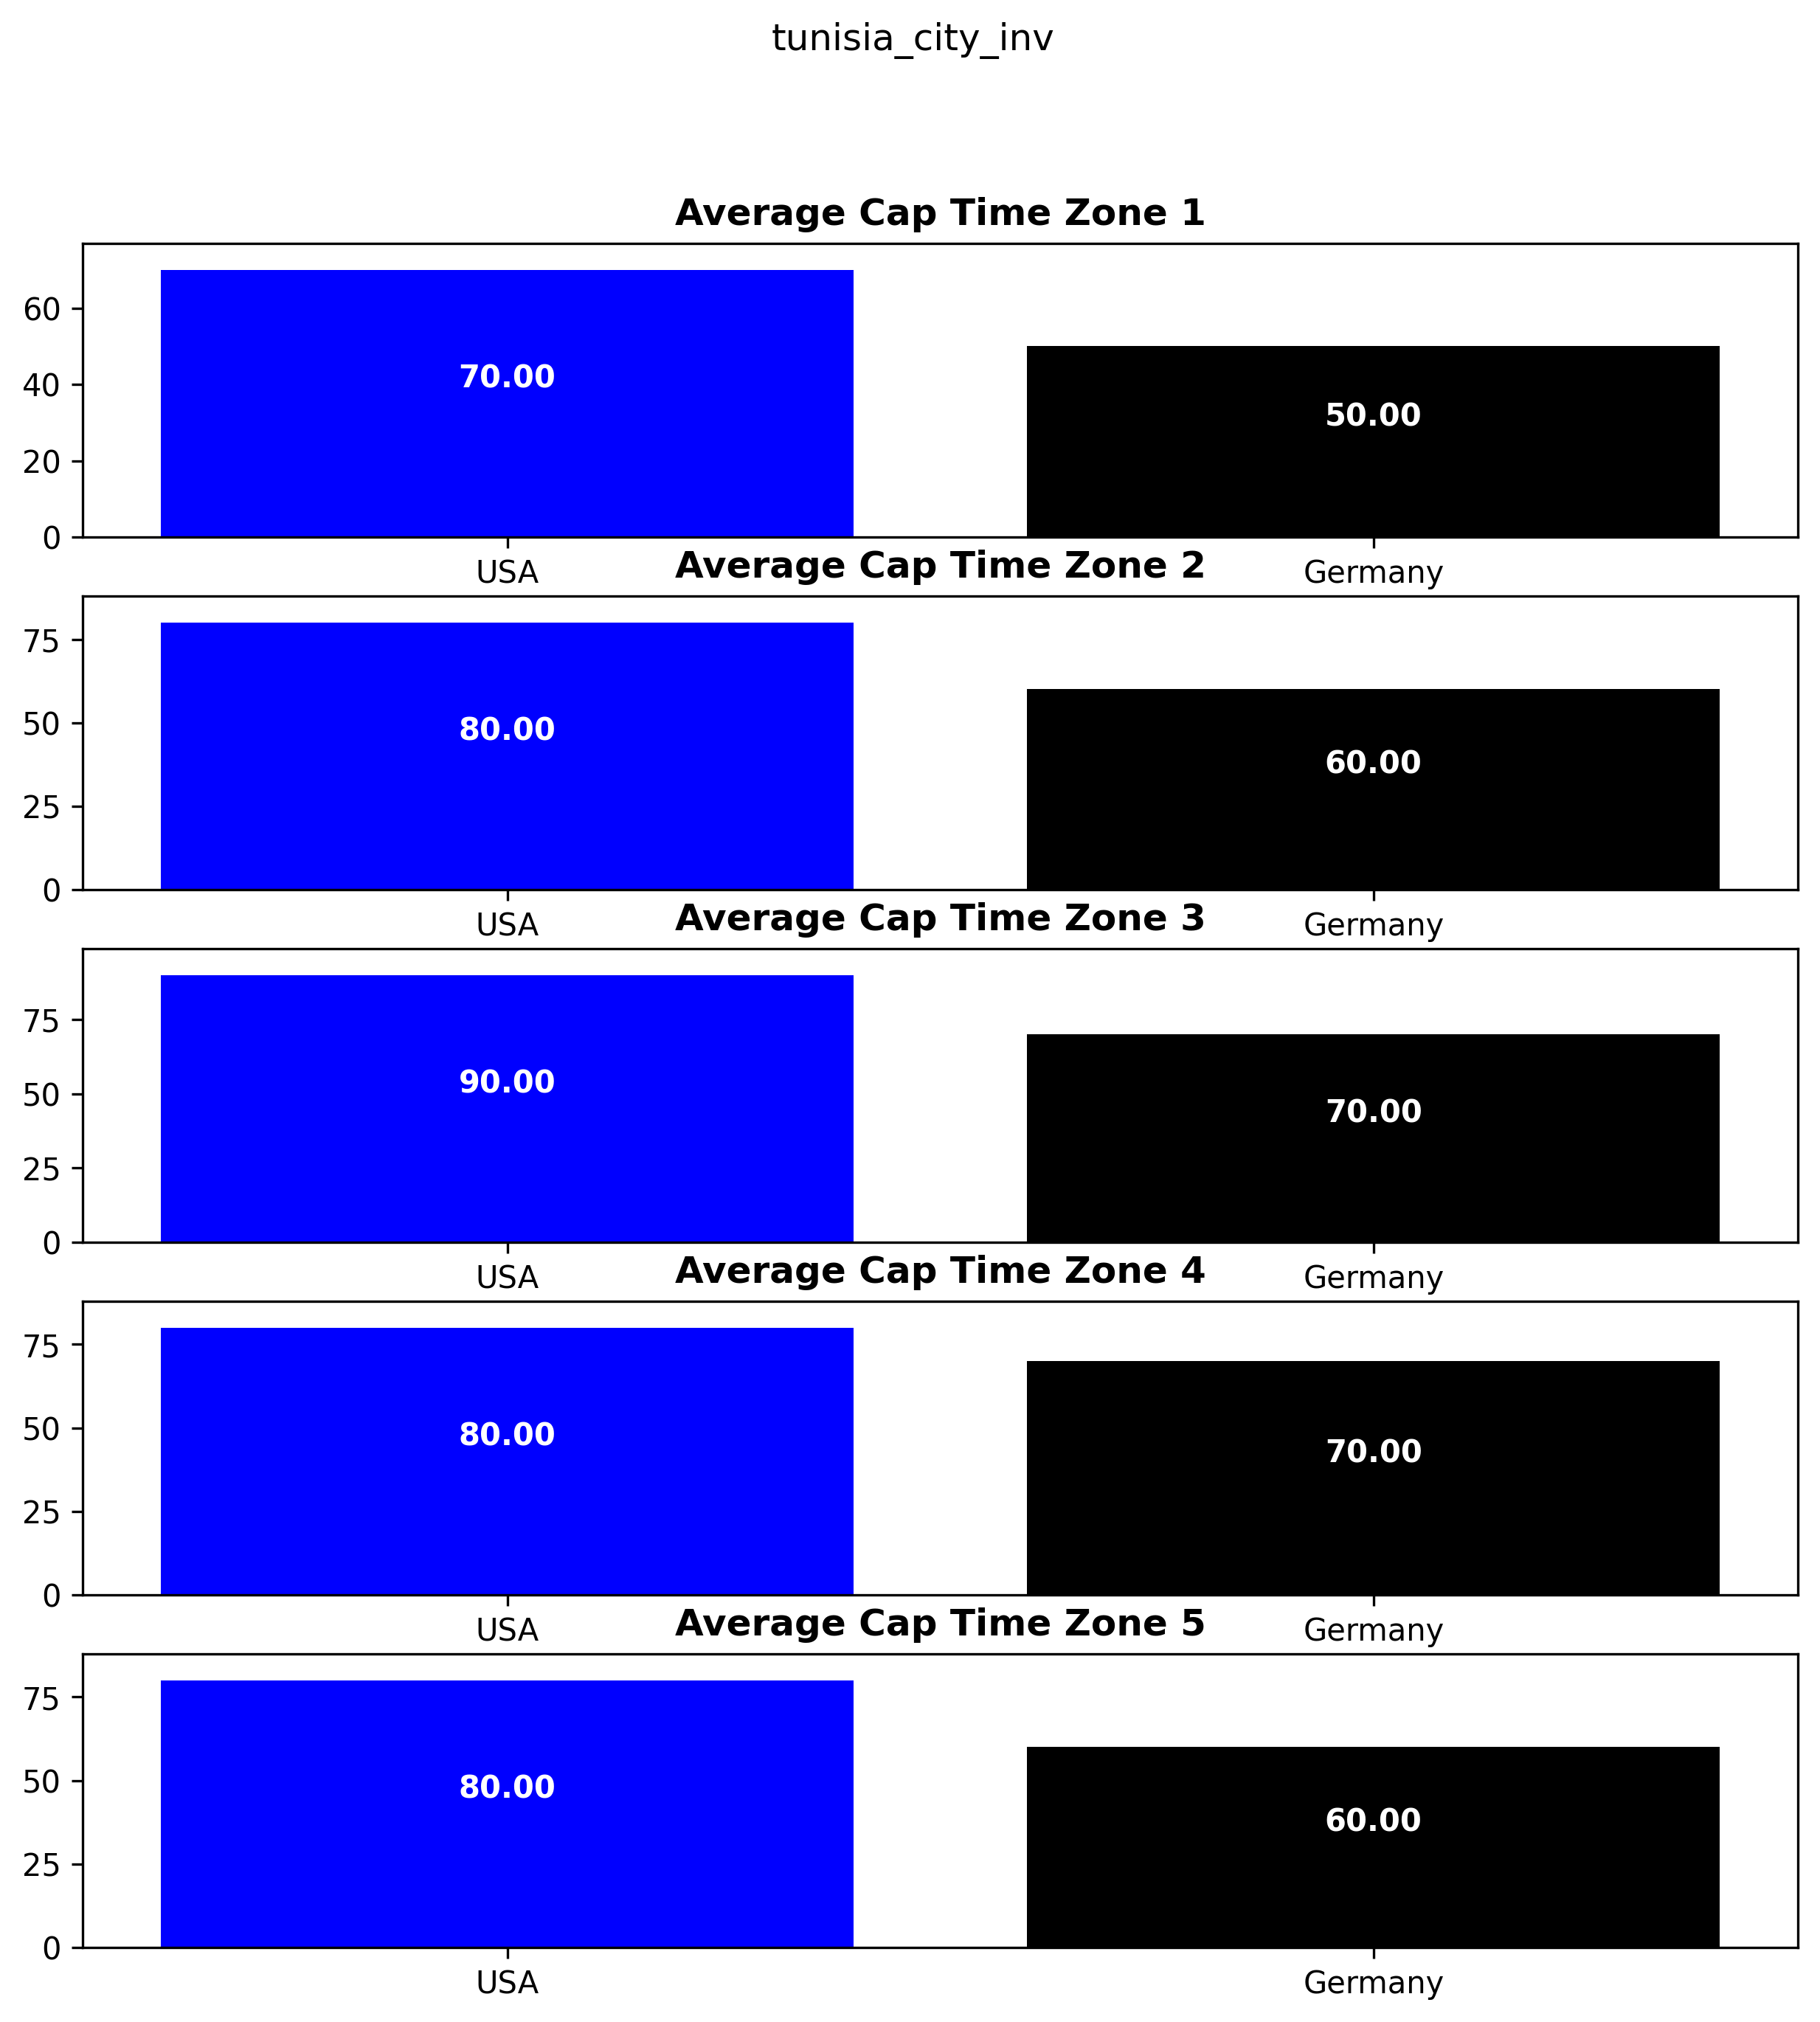 tunisia_city_inv
Average Cap Time Zone 1
60
40
20
0
70.00
50.00
USA
Germany
Average Cap Time Zone 2
75
50
25
0
80.00
60.00
USA
Germany
Average Cap Time Zone 3
75
50
25
0
90.00
70.00
USA
Germany
Average Cap Time Zone 4
75
50
25
0
80.00
70.00
USA
Germany
Average Cap Time Zone 5
75
50
25
0
80.00
60.00
USA
Germany